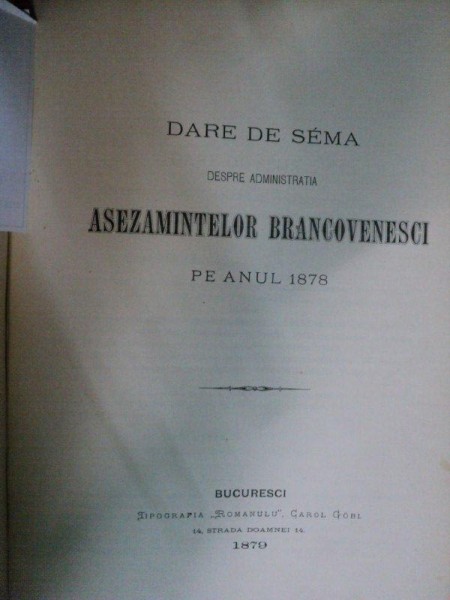 DARE DE SÉMA
DESPRE ADMINISTRATIA
ASEZAMINTELOR BRANCOVENESCI
PE ANUL 1878
BUCURESCI
TIPOGRAFIA „ROMANULU”, CAROL GÖBL
14, STRADA DOAMNEI 14.
1879